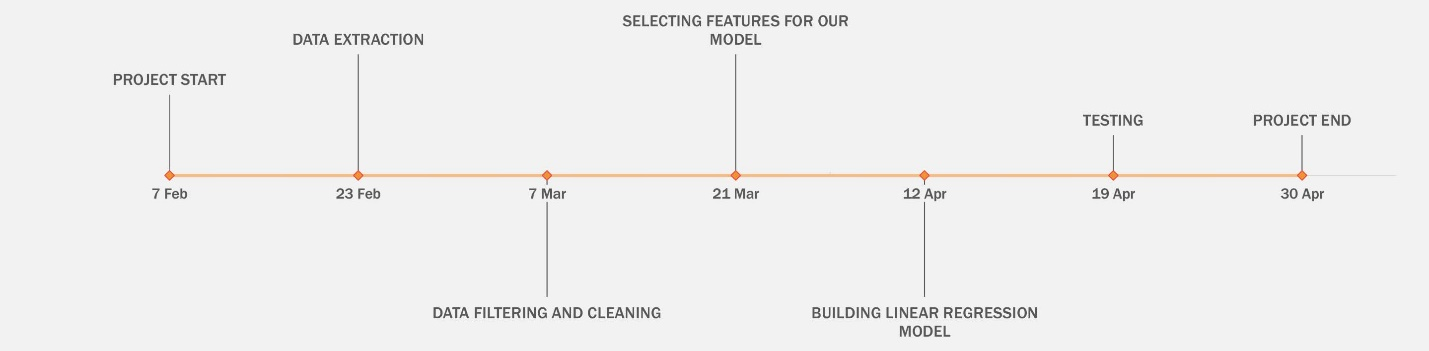 SELECTING FEATURES FOR OUR
MODEL
DATA EXTRACTION
PROJECT START
TESTING
PROJECT END
7 Feb
23 Feb
7 Mar
21 Mar
12 Apr
19 Apr
30 Apr
DATA FILTERING AND CLEANING
BUILDING LINEAR REGRESSION
MODEL